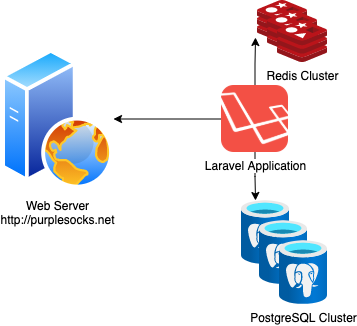 Redis Cluster
Laravel Application
Web Server
http://purplesocks.net
PostgreSQL Cluster